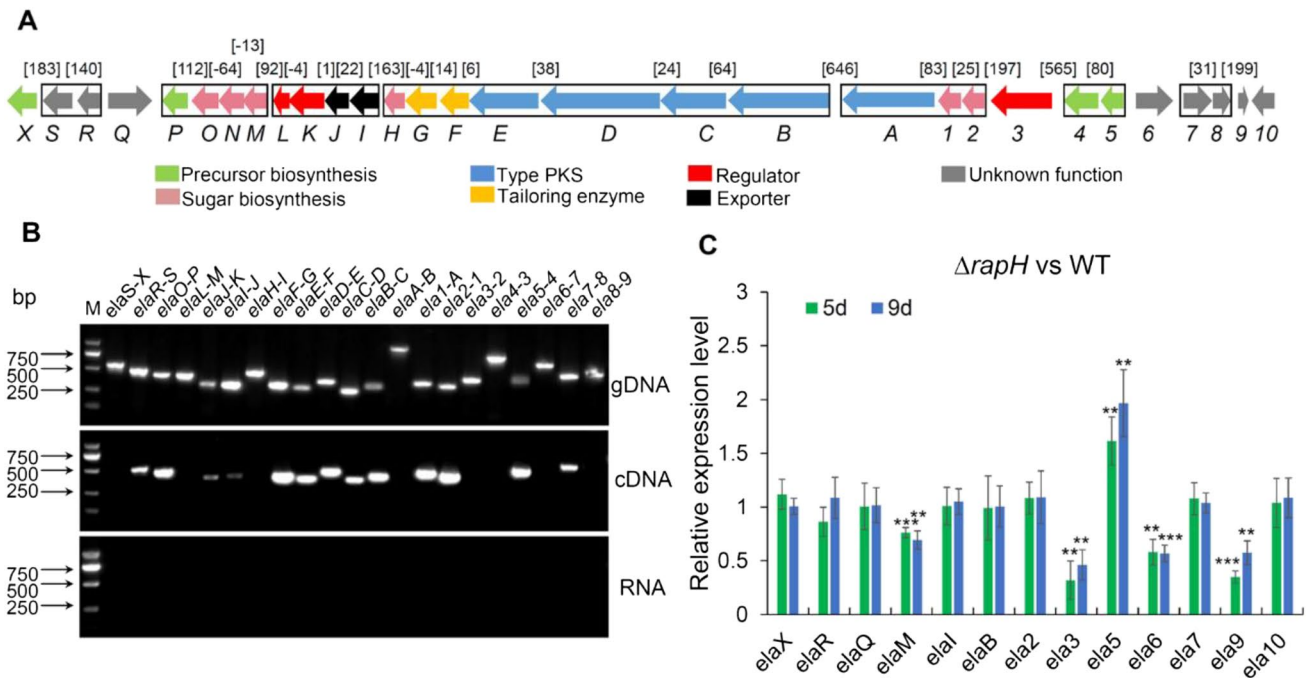 A
[-13]
[183] [140] [112][-64] [92][-4] [1][22] [163][-4][14] [6] [38] [24] [64] [646] [83] [25] [197] [565] [80] [31] [199]
X S R Q P O N M L K J I H G F E D C B A 1 2 3 4 5 6 7 8 9 10
Precursor biosynthesis Type PKS Regulator Unknown function
Sugar biosynthesis Tailoring enzyme Exporter
B
bp M elaS-X elaR-S elaO-P elaL-M elaJ-K elaI-J elaH-I elaF-G elaE-F elaD-E elaC-D elaB-C elaA-B ela1-A ela2-1 ela3-2 ela4-3 ela5-4 ela6-7 ela7-8 ela8-9
750
500
250
gDNA
750
500
250
cDNA
750
500
250
RNA
C
ΔrapH vs WT
5d 9d
Relative expression level
3
2.5
2
1.5
1
0.5
0
*** ** ** ** ** ** ** *** *** **
elaX elaR elaQ elaM elaI elaB ela2 ela3 ela5 ela6 ela7 ela9 ela10